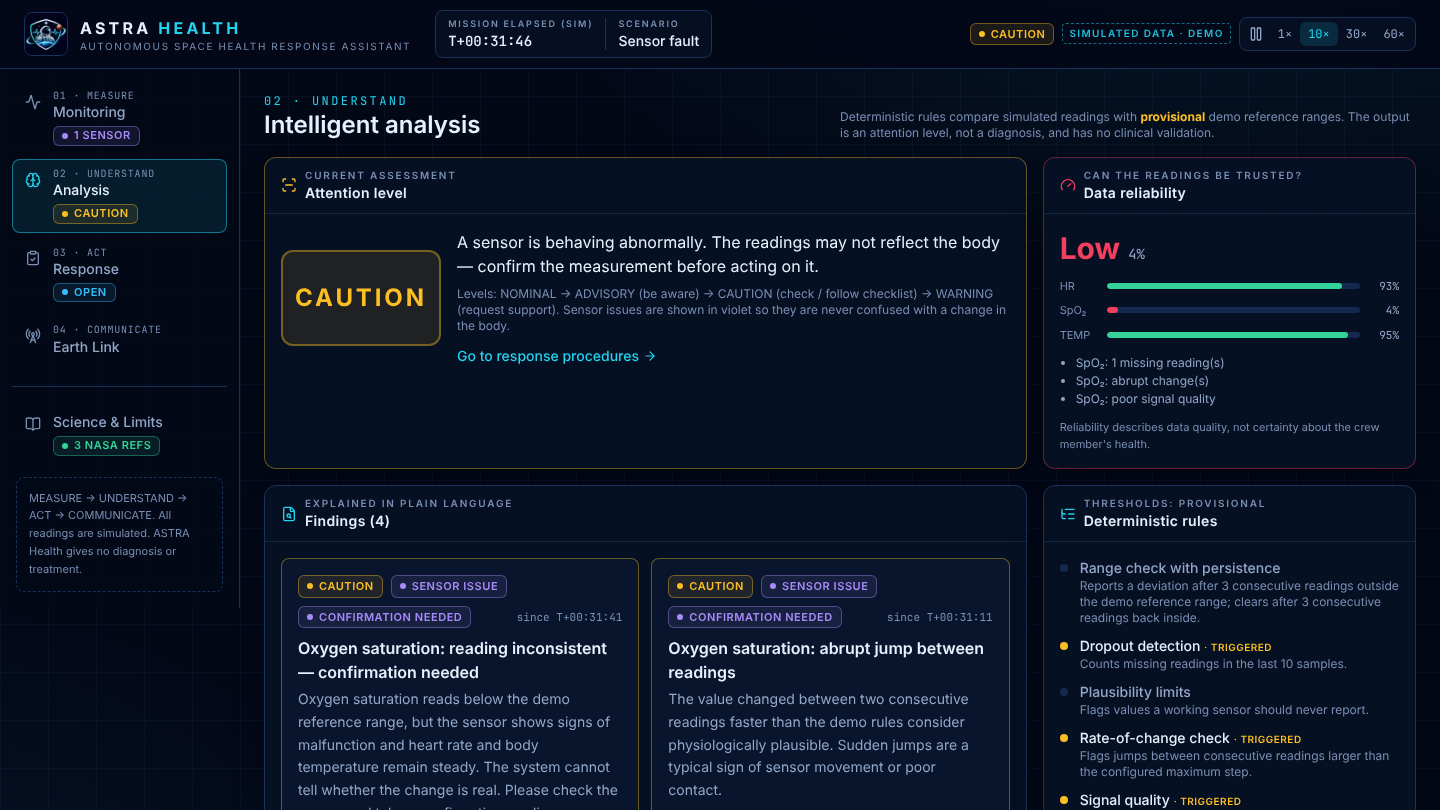 ASTRA HEALTH
AUTONOMOUS SPACE HEALTH RESPONSE ASSISTANT
MISSION ELAPSED (SIM)
T+00:31:46
SCENARIO
Sensor fault
CAUTION
SIMULATED DATA · DEMO
1×
10×
30×
60×
01 · MEASURE
Monitoring
1 SENSOR
02 · UNDERSTAND
Analysis
CAUTION
03 · ACT
Response
OPEN
04 · COMMUNICATE
Earth Link
Science & Limits
3 NASA REFS
MEASURE → UNDERSTAND →
ACT → COMMUNICATE. All
readings are simulated. ASTRA
Health gives no diagnosis or
treatment.
02 · UNDERSTAND
Intelligent analysis
Deterministic rules compare simulated readings with provisional demo reference ranges. The output
is an attention level, not a diagnosis, and has no clinical validation.
CURRENT ASSESSMENT
Attention level
CAUTION
A sensor is behaving abnormally. The readings may not reflect the body
— confirm the measurement before acting on it.
Levels: NOMINAL → ADVISORY (be aware) → CAUTION (check / follow checklist) → WARNING
(request support). Sensor issues are shown in violet so they are never confused with a change in
the body.
Go to response procedures →
CAN THE READINGS BE TRUSTED?
Data reliability
Low 4%
HR 93%
SpO₂ 4%
TEMP 95%
• SpO₂: 1 missing reading(s)
• SpO₂: abrupt change(s)
• SpO₂: poor signal quality
Reliability describes data quality, not certainty about the crew
member's health.
EXPLAINED IN PLAIN LANGUAGE
Findings (4)
CAUTION
SENSOR ISSUE
CONFIRMATION NEEDED
since T+00:31:41
Oxygen saturation: reading inconsistent
— confirmation needed
Oxygen saturation reads below the demo
reference range, but the sensor shows signs of
malfunction and heart rate and body
temperature remain steady. The system cannot
tell whether the change is real. Please check the
CAUTION
SENSOR ISSUE
CONFIRMATION NEEDED
since T+00:31:11
Oxygen saturation: abrupt jump between
readings
The value changed between two consecutive
readings faster than the demo rules consider
physiologically plausible. Sudden jumps are a
typical sign of sensor movement or poor
contact.
THRESHOLDS: PROVISIONAL
Deterministic rules
Range check with persistence
Reports a deviation after 3 consecutive readings outside
the demo reference range; clears after 3 consecutive
readings back inside.
Dropout detection · TRIGGERED
Counts missing readings in the last 10 samples.
Plausibility limits
Flags values a working sensor should never report.
Rate-of-change check · TRIGGERED
Flags jumps between consecutive readings larger than
the configured maximum step.
Signal quality · TRIGGERED